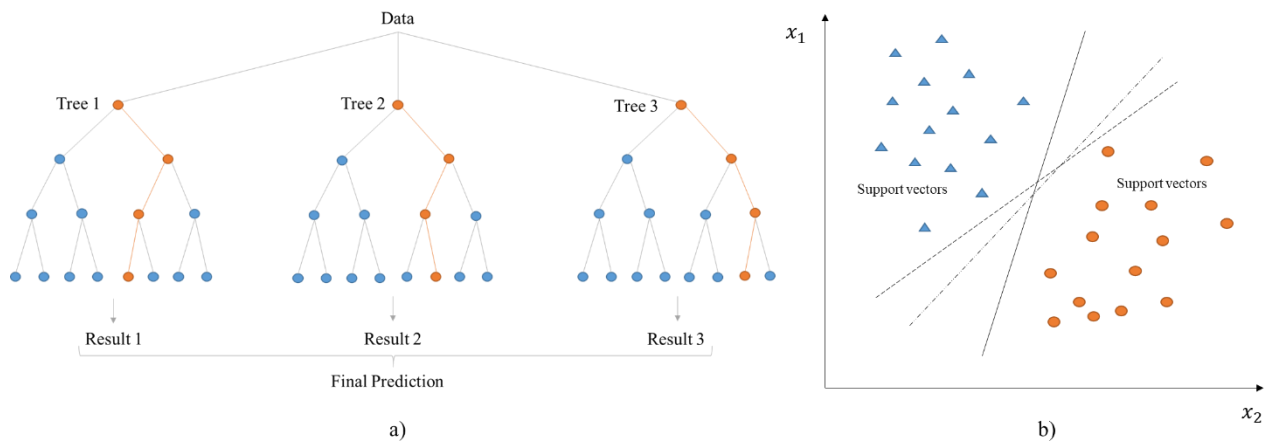 Data
Tree 1
Tree 2
Tree 3
Result 1
Result 2
Result 3
Final Prediction
a)
x₁
Support vectors
Support vectors
x₂
b)